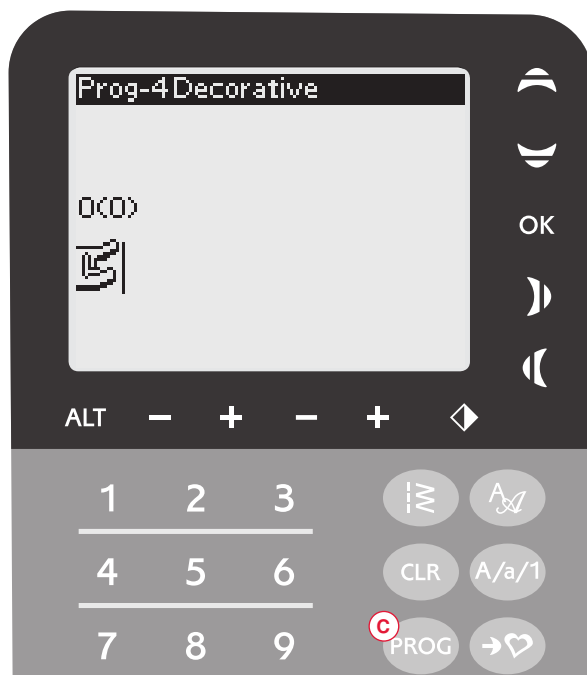 Prog-4 Decorative
0(0)
OK
ALT - + - +
1 2 3
A
4 5 6 CLR A/a/1
C
7 8 9 PROG